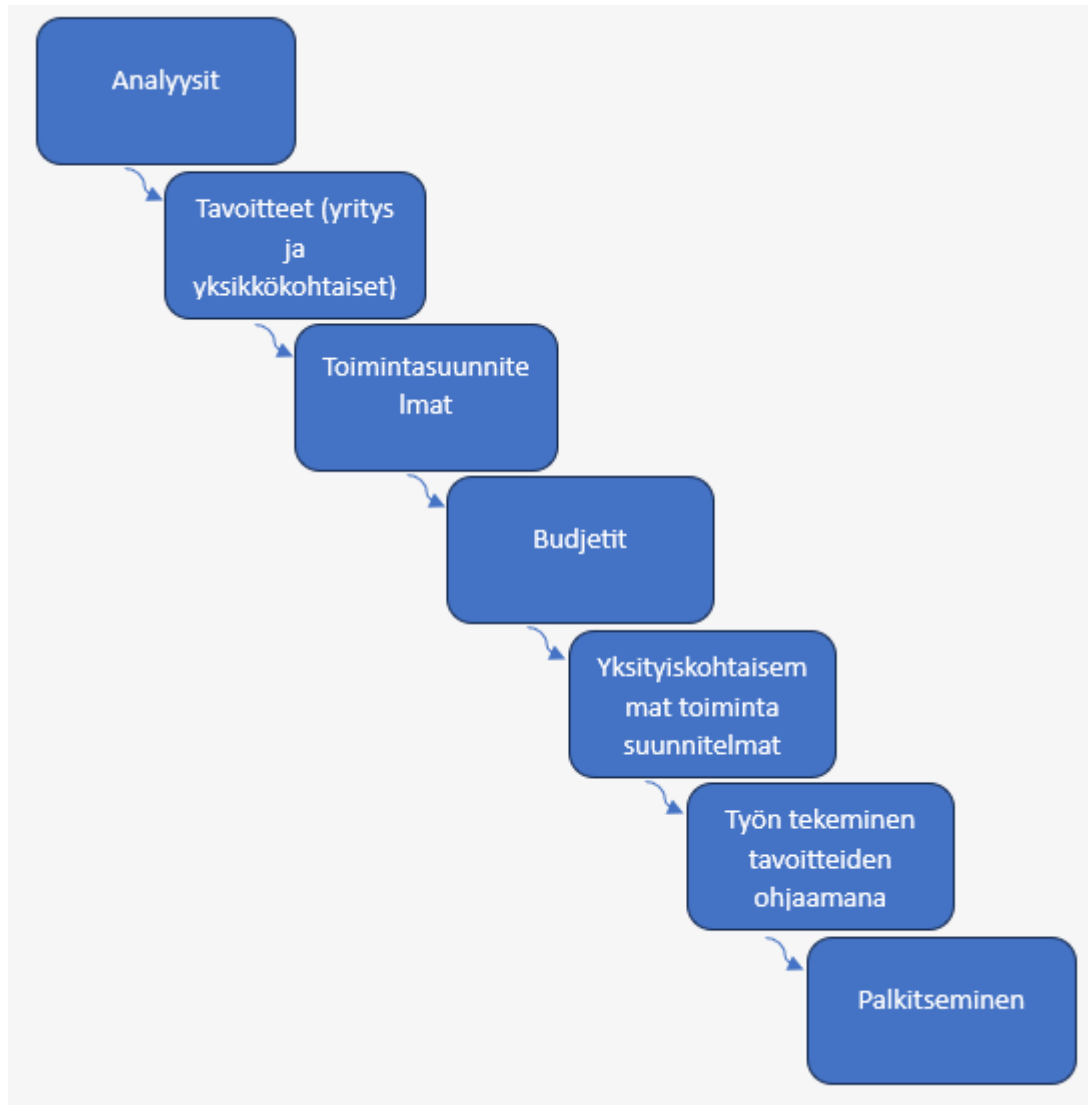 Analyysit
Tavoitteet (yritys
ja
yksikkökohtaiset)
Toimintasuunnite
lmat
Budjetit
Yksityiskohtaisem
mat toiminta
suunnitelmat
Työn tekeminen
tavoitteiden
ohjaamana
Palkitseminen